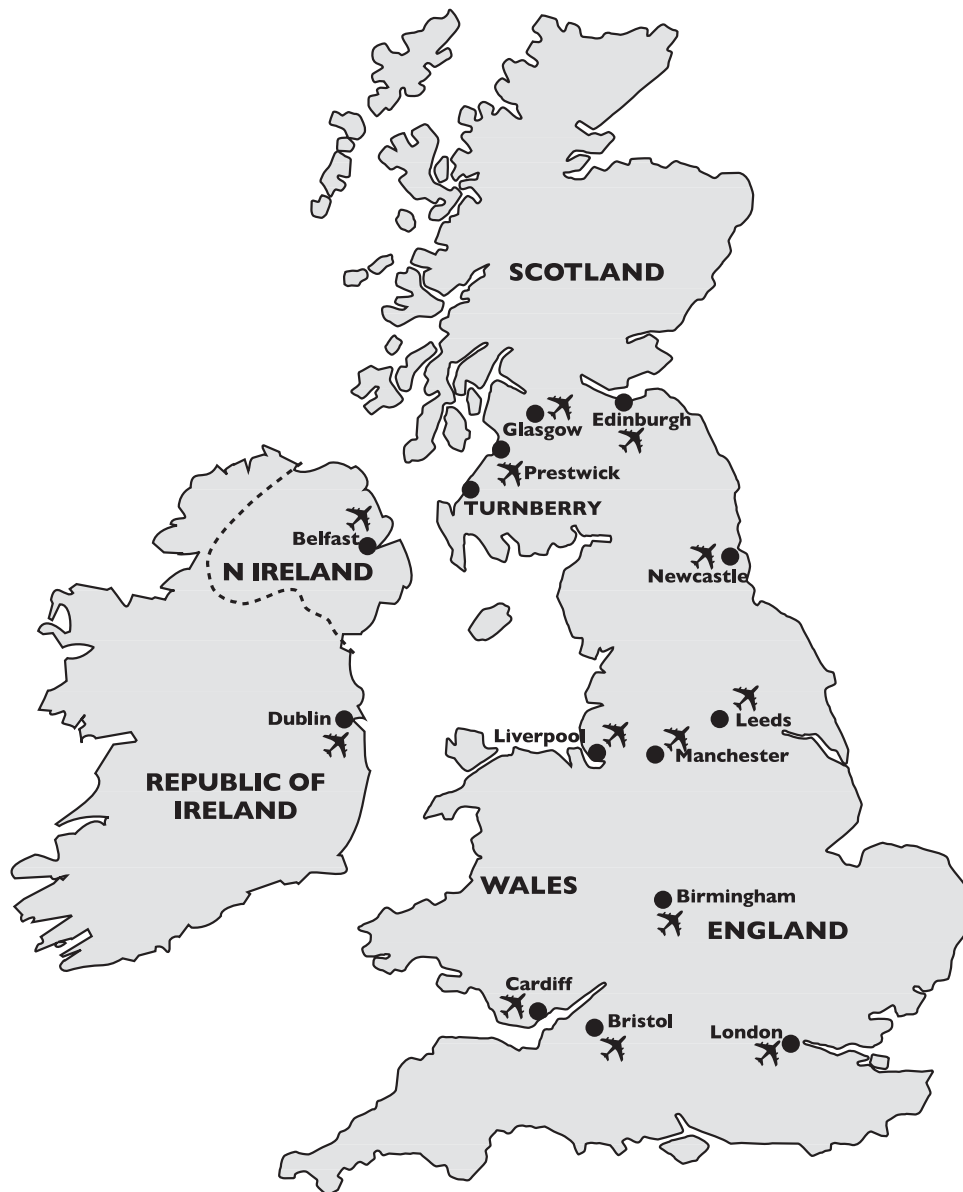 SCOTLAND
Glasgow
Edinburgh
Prestwick
TURNBERRY
Belfast
N IRELAND
Newcastle
Dublin
Leeds
Liverpool
Manchester
REPUBLIC OF
IRELAND
WALES
Birmingham
ENGLAND
Cardiff
Bristol
London